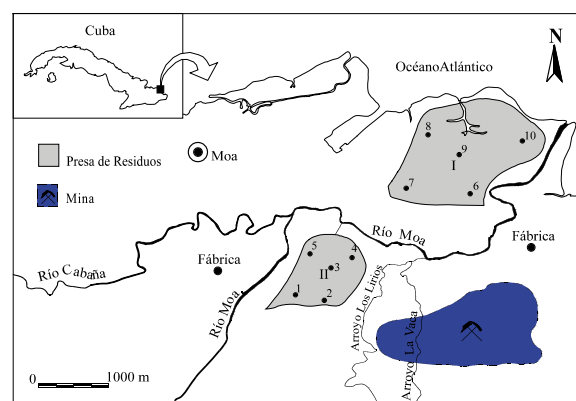 Cuba
N
OcéanoAtlántico
8
10
9
I
Presa de Residuos
Moa
7
6
Mina
Río Moa
Fábrica
5
4
Fábrica
3
II
Río Cabaña
1
2
Río Moa
Arroyo Los Lirios
Arroyo La Vaca
0
1000 m